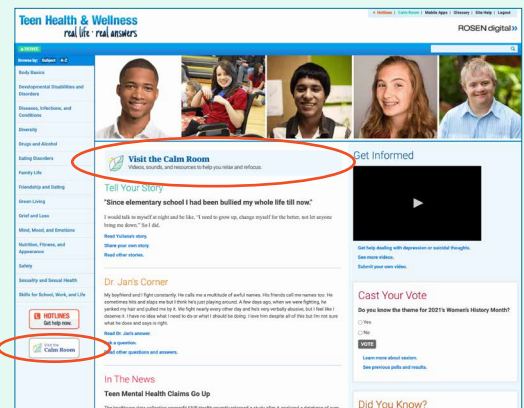 Teen Health & Wellness
real life · real answers
Hotlines | Calm Room | Mobile Apps | Glossary | Site Help | Logout
ROSEN digital»
HOME
Browse by: Subject A-Z
Body Basics
Developmental Disabilities and
Disorders
Diseases, Infections, and
Conditions
Diversity
Drugs and Alcohol
Eating Disorders
Family Life
Friendship and Dating
Green Living
Grief and Loss
Mind, Mood, and Emotions
Nutrition, Fitness, and
Appearance
Safety
Sexuality and Sexual Health
Skills for School, Work, and Life
HOTLINES
Get help now.
Visit the
Calm Room
Visit the Calm Room
Videos, sounds, and resources to help you relax and refocus.
Tell Your Story
"Since elementary school I had been bullied my whole life till now."
I would talk to myself at night and be like, "I need to grow up, change myself for the better, not let anyone
bring me down." So I did.
Read Yuliana's story.
Share your own story.
Read other stories.
Dr. Jan's Corner
My boyfriend and I fight constantly. He calls me a multitude of awful names. His friends call me names too. He
sometimes hits and slaps me but I think he's just playing around. A few days ago, when we were fighting, he
yanked my hair and pulled me by it. We fight nearly every other day and he's very verbally abusive, but I feel like I
deserve it. I have no idea what I need to do or what I should be doing. I love him despite all of this but I'm not sure
what he does and says is right.
Read Dr. Jan's answer.
Ask a question.
Read other questions and answers.
In The News
Teen Mental Health Claims Go Up
Get Informed
Get help dealing with depression or suicidal thoughts.
See more videos.
Submit your own video.
Cast Your Vote
Do you know the theme for 2021's Women's History Month?
Yes
No
VOTE
Learn more about sexism.
See previous polls and results.
Did You Know?